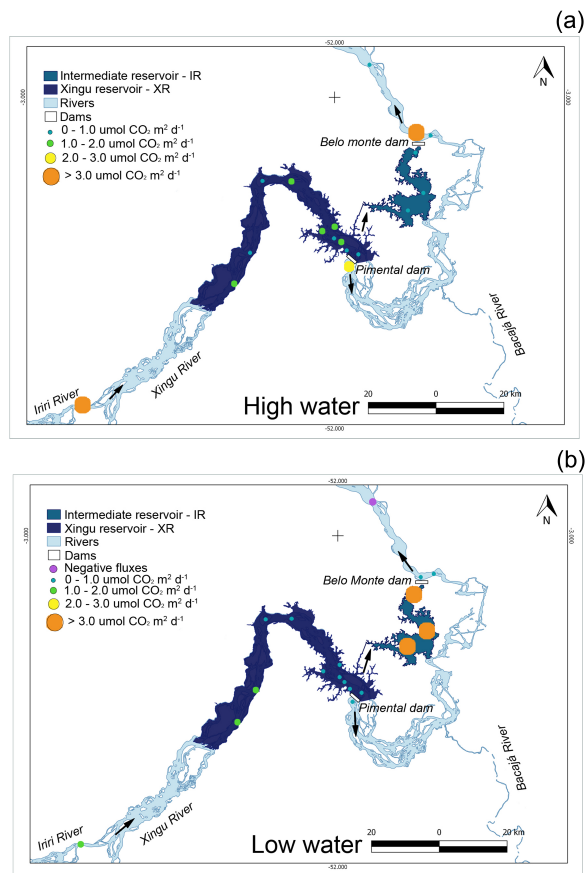 (a)
-52.000
-3.000
-3.000
N
Intermediate reservoir - IR
Xingu reservoir - XR
Rivers
Dams
0 - 1.0 umol CO₂ m² d⁻¹
1.0 - 2.0 umol CO₂ m² d⁻¹
2.0 - 3.0 umol CO₂ m² d⁻¹
> 3.0 umol CO₂ m² d⁻¹
Belo monte dam
Pimental dam
Bacajá River
Xingu River
Iriri River
High water
20 0 20 km
-52.000
(b)
-52.000
-3.000
-3.000
N
Intermediate reservoir - IR
Xingu reservoir - XR
Rivers
Dams
Negative fluxes
0 - 1.0 umol CO₂ m² d⁻¹
1.0 - 2.0 umol CO₂ m² d⁻¹
2.0 - 3.0 umol CO₂ m² d⁻¹
> 3.0 umol CO₂ m² d⁻¹
Belo Monte dam
Pimental dam
Bacajá River
Xingu River
Iriri River
Low water
20 0 20 km
-52.000